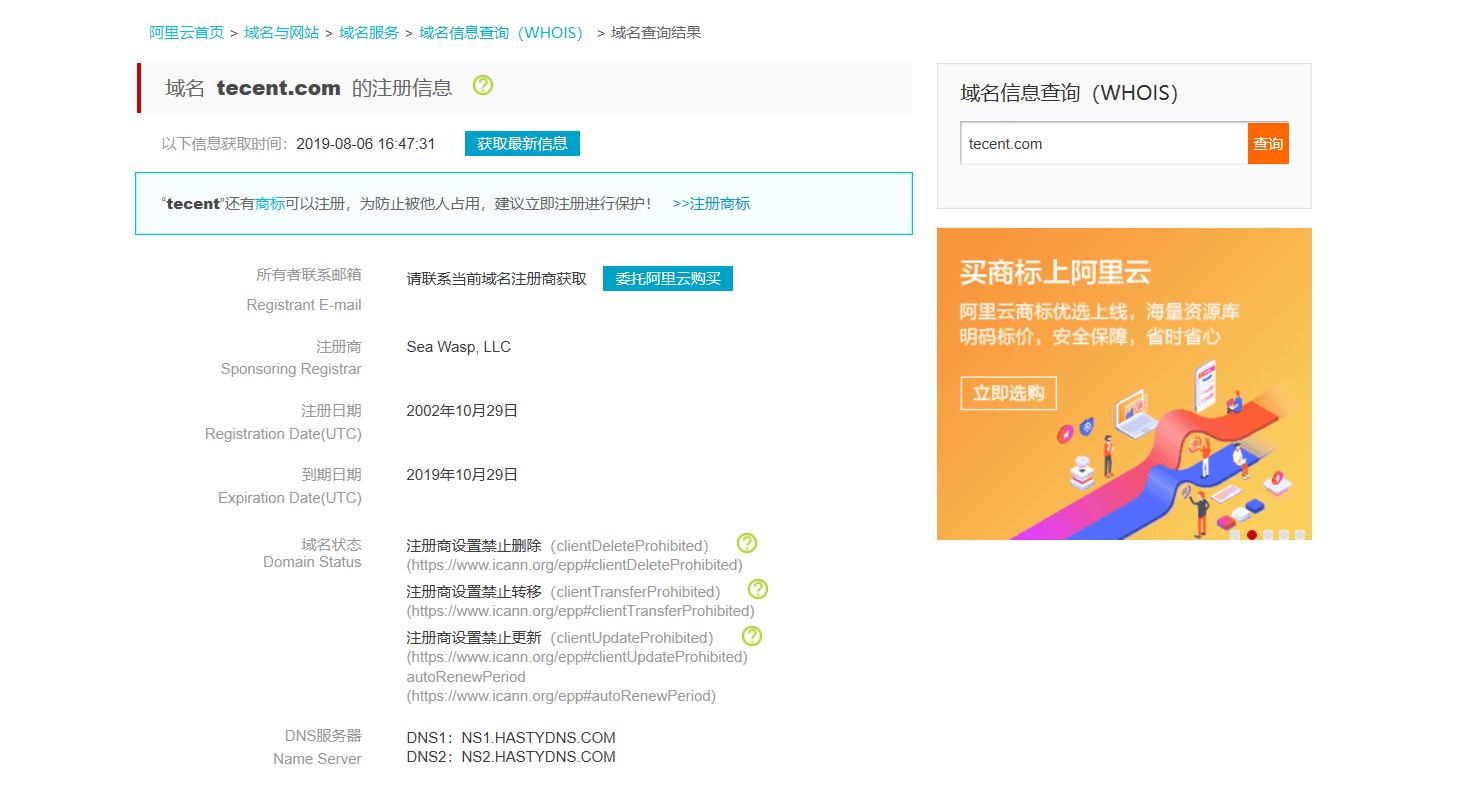 阿里云首页 > 域名与网站 > 域名服务 > 域名信息查询（WHOIS） > 域名查询结果
域名 tecent.com 的注册信息
以下信息获取时间：2019-08-06 16:47:31 获取最新信息
“tecent”还有商标可以注册，为防止被他人占用，建议立即注册进行保护！ >>注册商标
所有者联系邮箱
Registrant E-mail
请联系当前域名注册商获取 委托阿里云购买
注册商
Sponsoring Registrar
Sea Wasp, LLC
注册日期
Registration Date(UTC)
2002年10月29日
到期日期
Expiration Date(UTC)
2019年10月29日
域名状态
Domain Status
注册商设置禁止删除（clientDeleteProhibited）
(https://www.icann.org/epp#clientDeleteProhibited)
注册商设置禁止转移（clientTransferProhibited）
(https://www.icann.org/epp#clientTransferProhibited)
注册商设置禁止更新（clientUpdateProhibited）
(https://www.icann.org/epp#clientUpdateProhibited)
autoRenewPeriod
(https://www.icann.org/epp#autoRenewPeriod)
DNS服务器
Name Server
DNS1：NS1.HASTYDNS.COM
DNS2：NS2.HASTYDNS.COM
域名信息查询（WHOIS）
tecent.com 查询
买商标上阿里云
阿里云商标优选上线，海量资源库
明码标价，安全保障，省时省心
立即选购